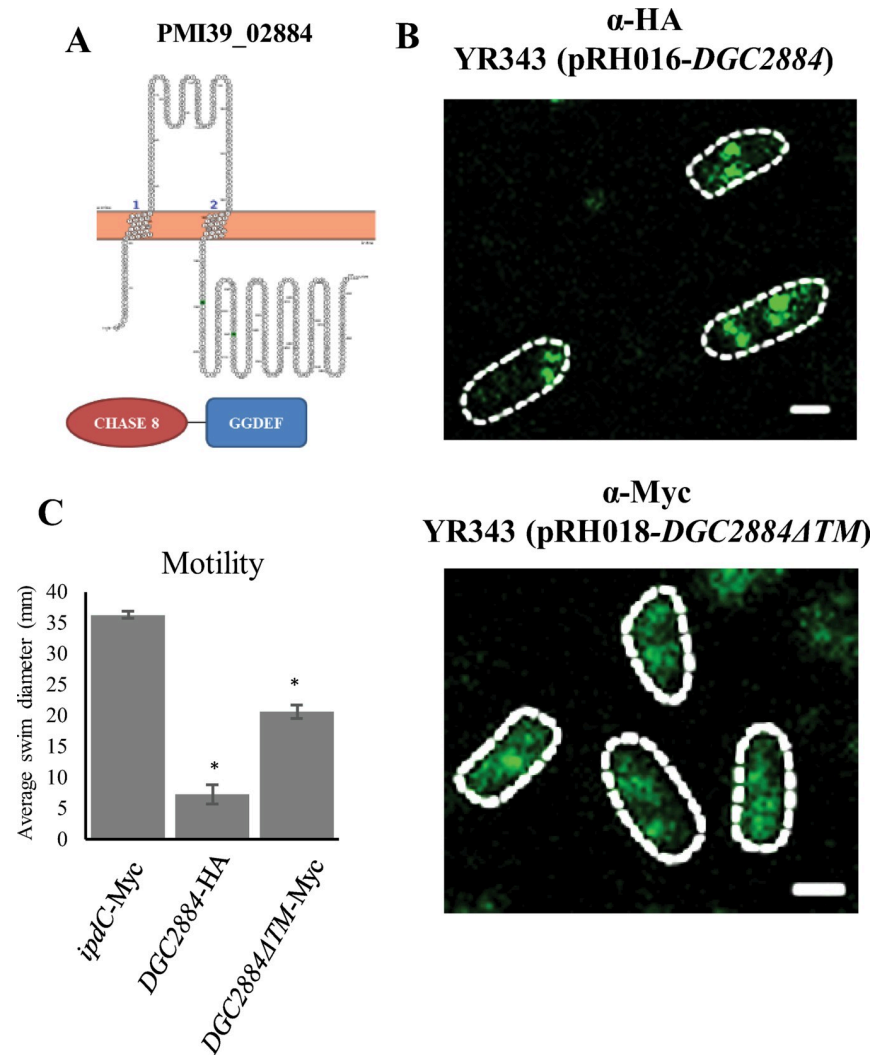 A
PMI39_02884
1
2
CHASE 8
GGDEF
B
α-HA
YR343 (pRH016-DGC2884)
α-Myc
YR343 (pRH018-DGC2884ΔTM)
C
Motility
Average swim diameter (mm)
40
35
30
25
20
15
10
5
0
*
*
ipdC-Myc
DGC2884-HA
DGC2884ΔTM-Myc